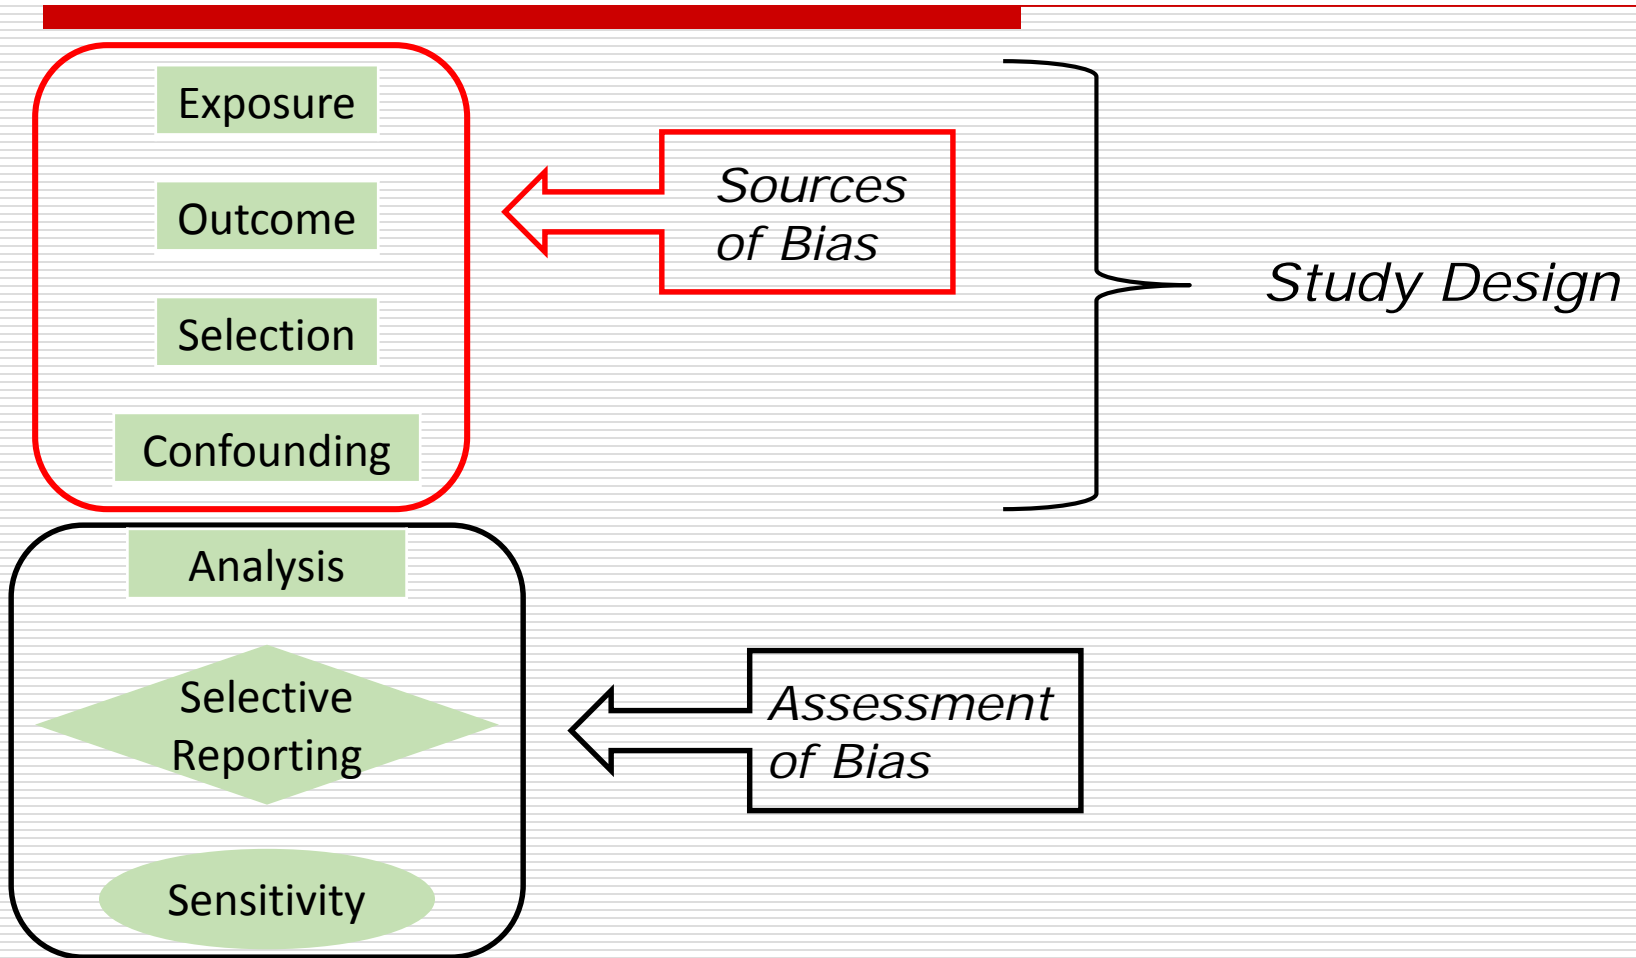 Exposure
Outcome
Selection
Confounding
Sources
of Bias
Study Design
Analysis
Selective
Reporting
Sensitivity
Assessment
of Bias